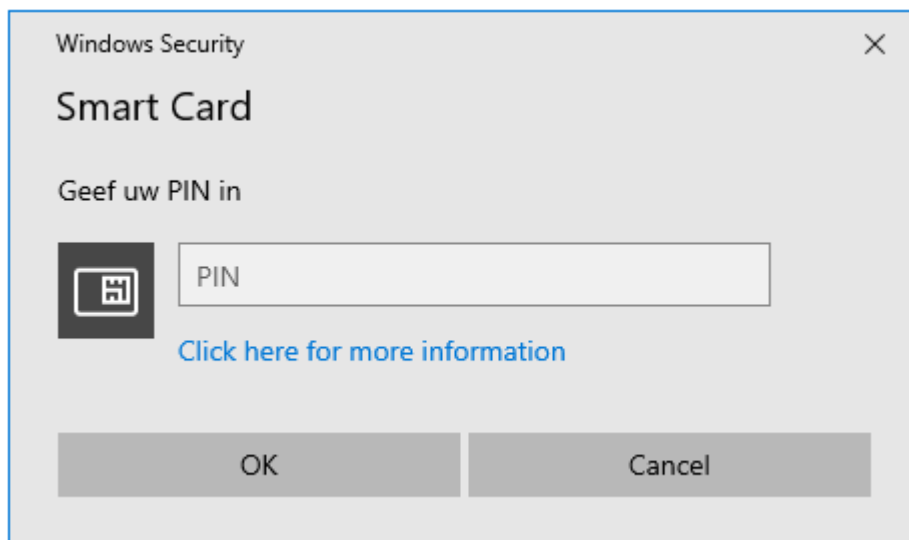 Windows Security
Smart Card
Geef uw PIN in
PIN
Click here for more information
OK
Cancel